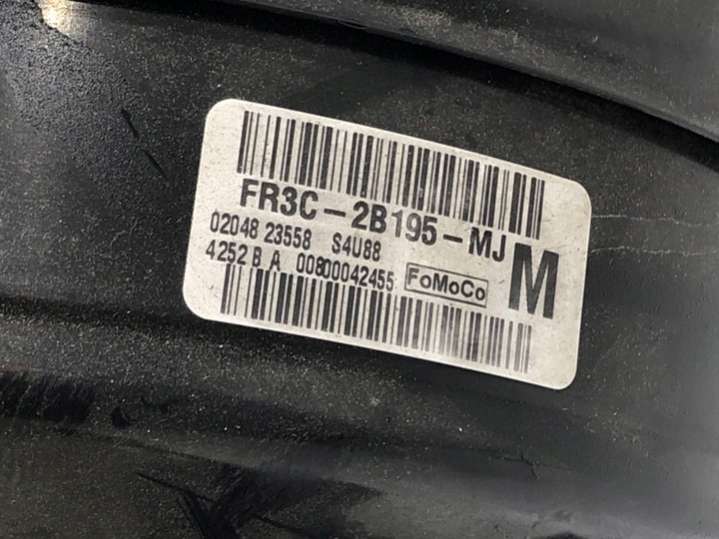 FR3C-2B195-MJ
02048 23558 S4U88
4252 B A 00800042455 FoMoCo
M